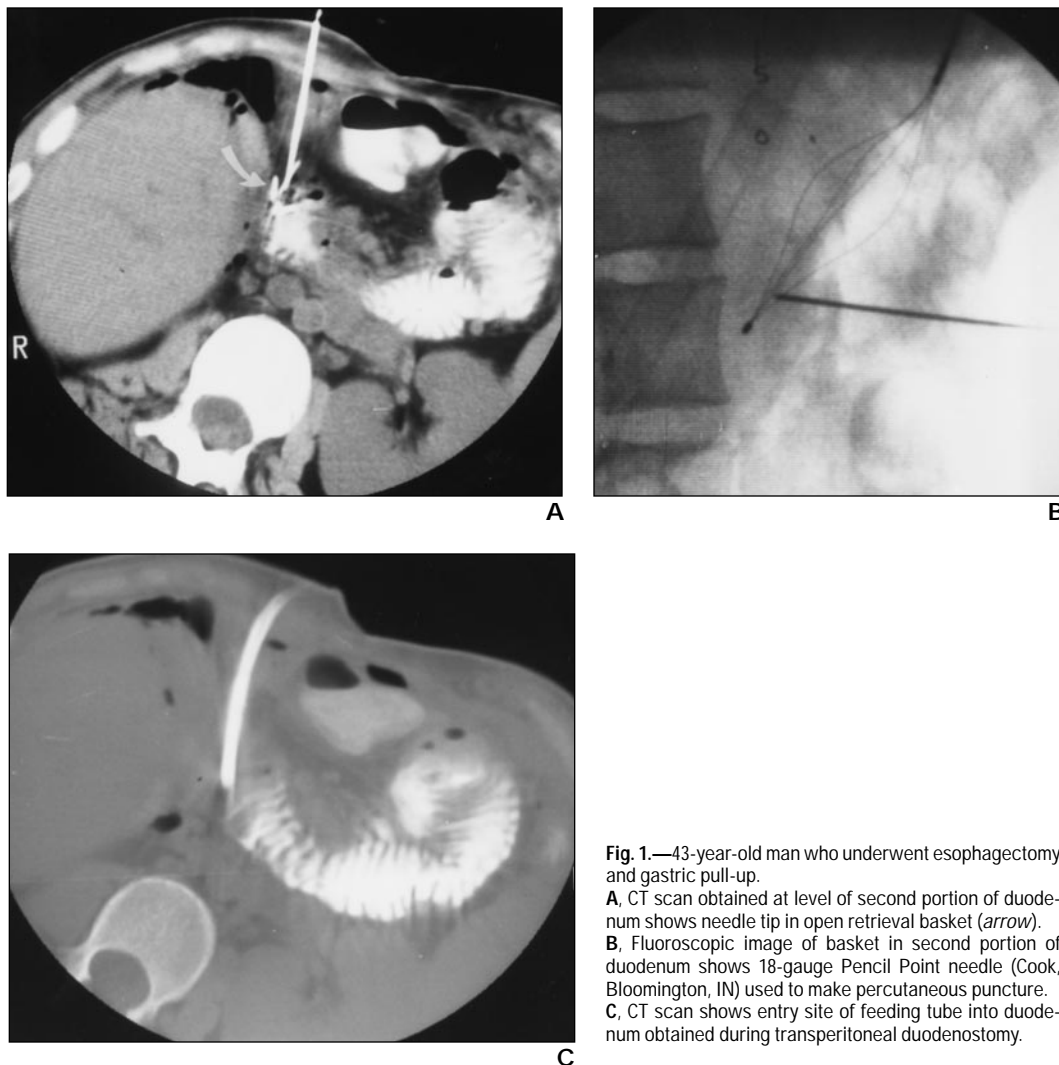 R
A
B
C
Fig. 1.—43-year-old man who underwent esophagectomy
and gastric pull-up.
A, CT scan obtained at level of second portion of duode-
num shows needle tip in open retrieval basket (arrow).
B, Fluoroscopic image of basket in second portion of
duodenum shows 18-gauge Pencil Point needle (Cook,
Bloomington, IN) used to make percutaneous puncture.
C, CT scan shows entry site of feeding tube into duode-
num obtained during transperitoneal duodenostomy.